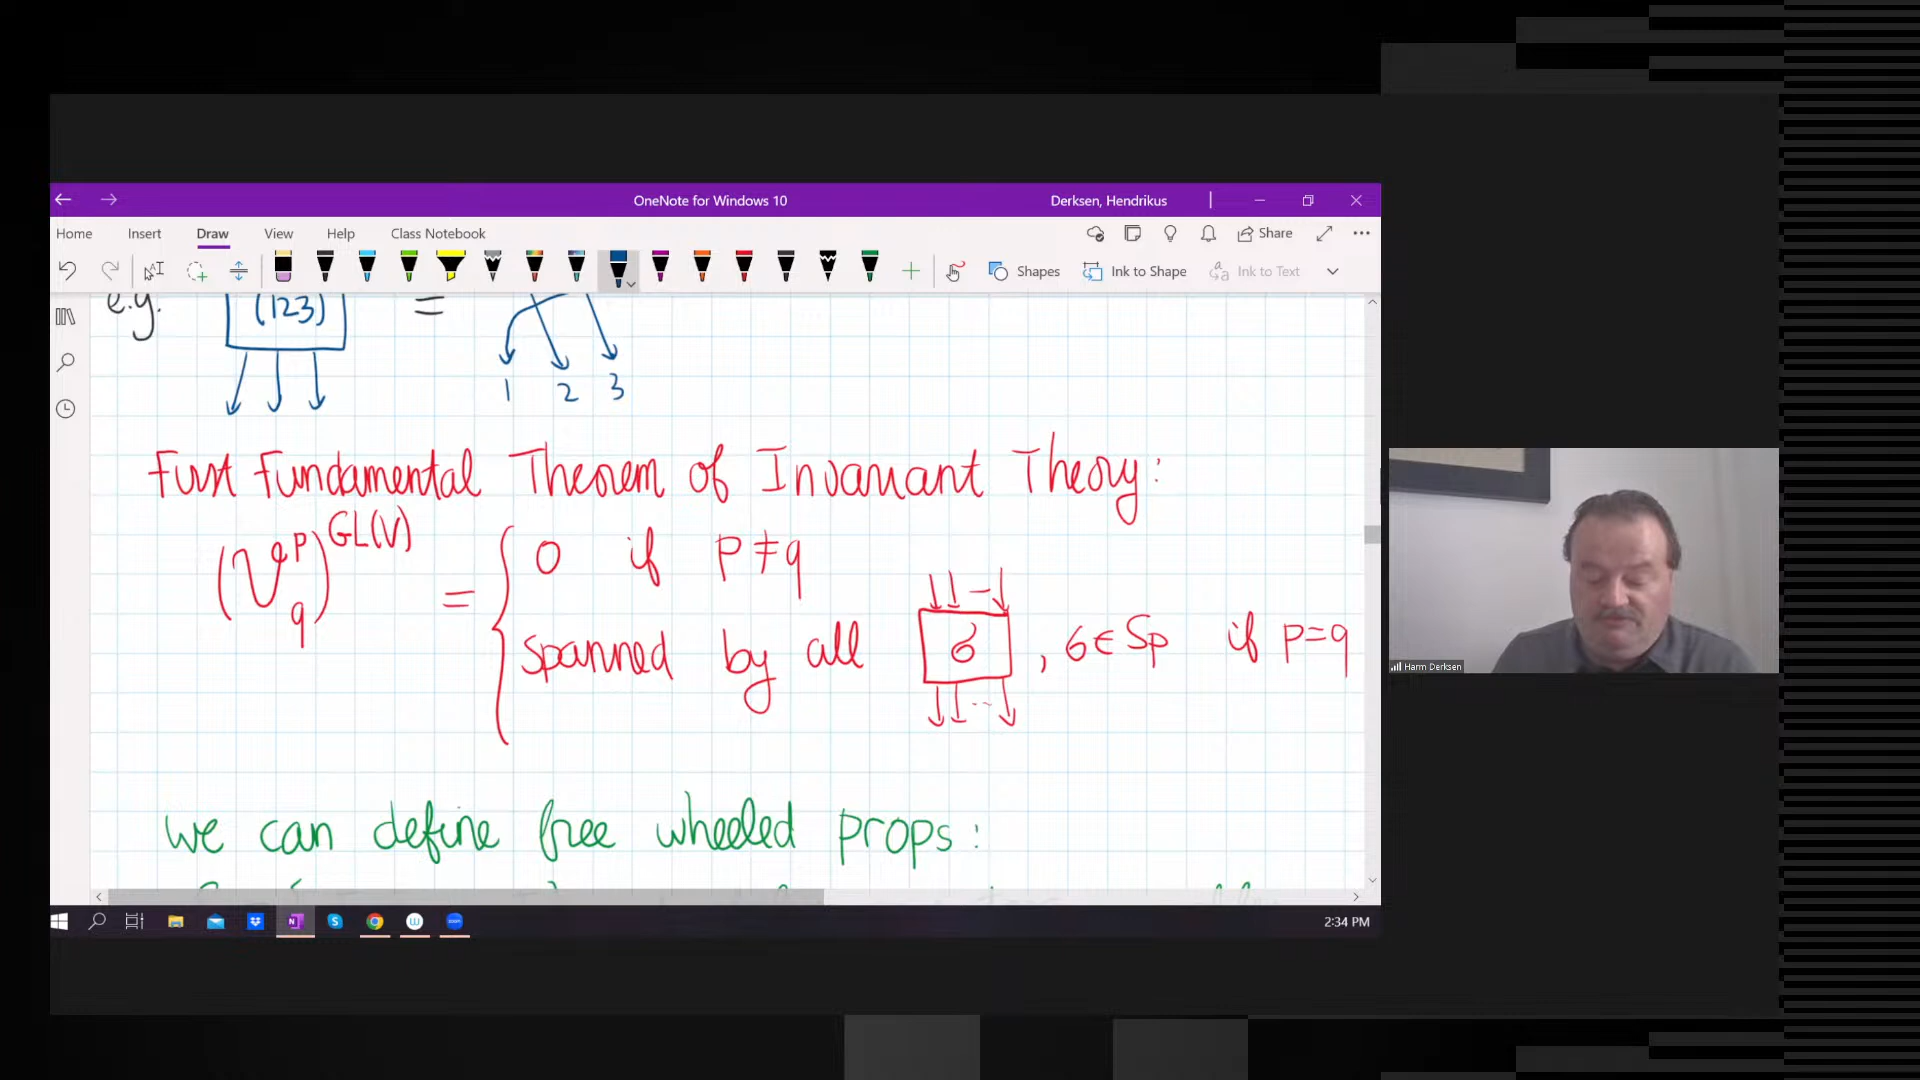 OneNote for Windows 10
Derksen, Hendrikus
Home Insert Draw View Help Class Notebook
Share
Shapes Ink to Shape Ink to Text
e.g. (123) =
1 2 3
First Fundamental Theorem of Invariant Theory:
(V^{⊗p}_q)^{GL(V)} = { 0 if p ≠ q
spanned by all σ , σ ∈ Sp if p=q
we can define free wheeled props:
Harm Derksen
2:34 PM